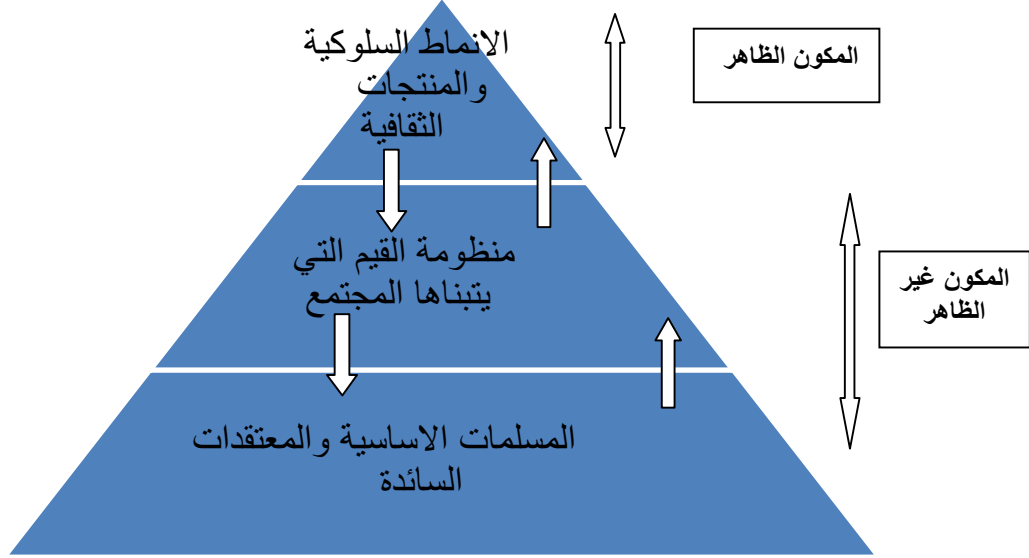 الانماط السلوكية
والمنتجات
الثقافية
المكون الظاهر
منظومة القيم التي
يتبناها المجتمع
المكون غير
الظاهر
المسلمات الاساسية والمعتقدات
السائدة